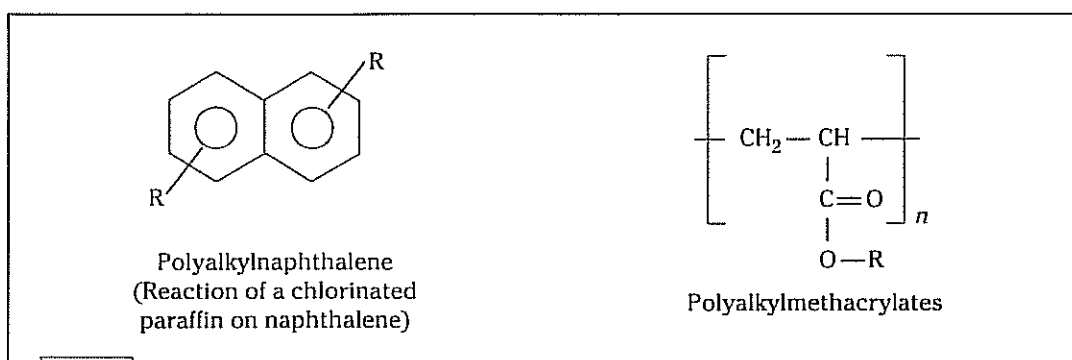 R
R
Polyalkylnaphthalene
(Reaction of a chlorinated
paraffin on naphthalene)
CH₂—CH
C=O
n
O—R
Polyalkylmethacrylates